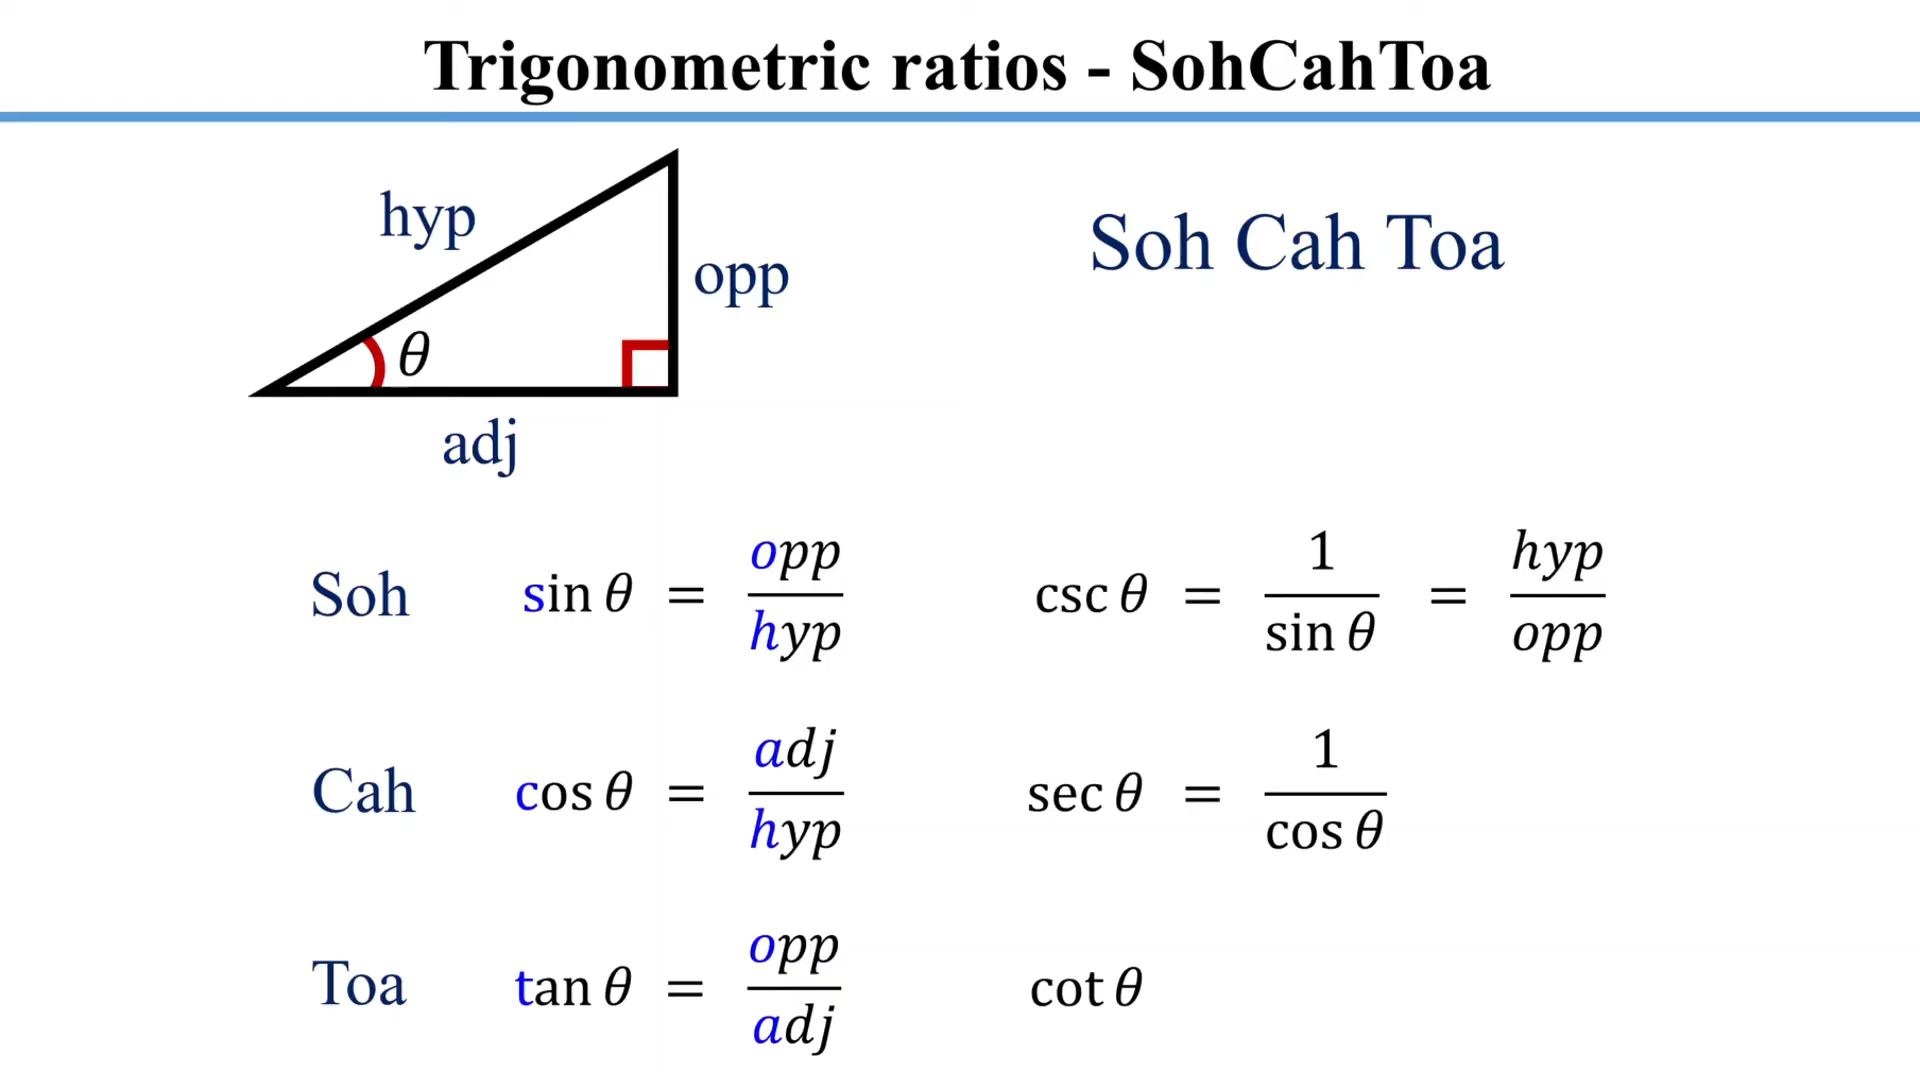 Trigonometric ratios - SohCahToa
hyp
opp
Soh Cah Toa
θ
adj
Soh sin θ = opp/hyp csc θ = 1/sin θ = hyp/opp
Cah cos θ = adj/hyp sec θ = 1/cos θ
Toa tan θ = opp/adj cot θ